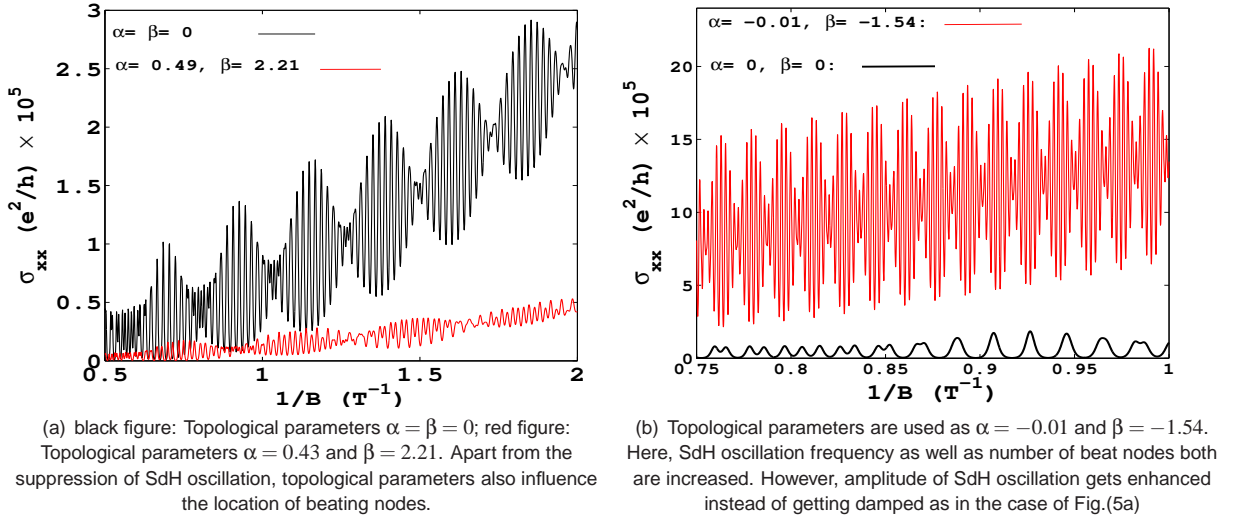 α= β= 0
α= 0.49, β= 2.21
σxx (e²/h) × 10⁵
3
2.5
2
1.5
1
0.5
0
0.5
1
1.5
2
1/B (T⁻¹)
(a) black figure: Topological parameters α = β = 0; red figure:
Topological parameters α = 0.43 and β = 2.21. Apart from the
suppression of SdH oscillation, topological parameters also influence
the location of beating nodes.
α= -0.01, β= -1.54:
α= 0, β= 0:
σxx (e²/h) × 10⁵
20
15
10
5
0
0.75
0.8
0.85
0.9
0.95
1
1/B (T⁻¹)
(b) Topological parameters are used as α = −0.01 and β = −1.54.
Here, SdH oscillation frequency as well as number of beat nodes both
are increased. However, amplitude of SdH oscillation gets enhanced
instead of getting damped as in the case of Fig.(5a)